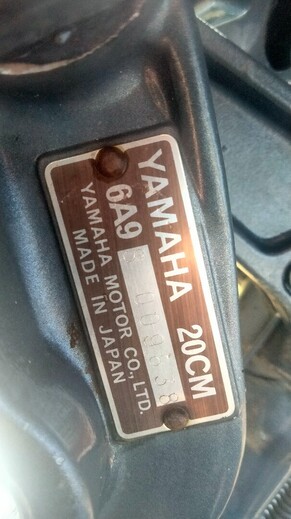 YAMAHA 20CM
6A9
YAMAHA MOTOR CO., LTD.
MADE IN JAPAN